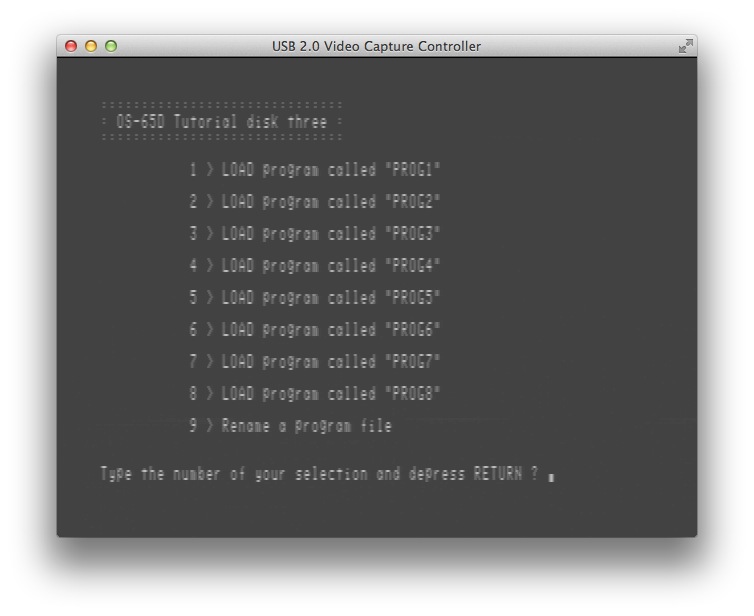 USB 2.0 Video Capture Controller
::::::::::::::::::::::::::::::
: OS-65D Tutorial disk three :
::::::::::::::::::::::::::::::
1 > LOAD program called "PROG1"
2 > LOAD program called "PROG2"
3 > LOAD program called "PROG3"
4 > LOAD program called "PROG4"
5 > LOAD program called "PROG5"
6 > LOAD program called "PROG6"
7 > LOAD program called "PROG7"
8 > LOAD program called "PROG8"
9 > Rename a program file
Type the number of your selection and depress RETURN ?